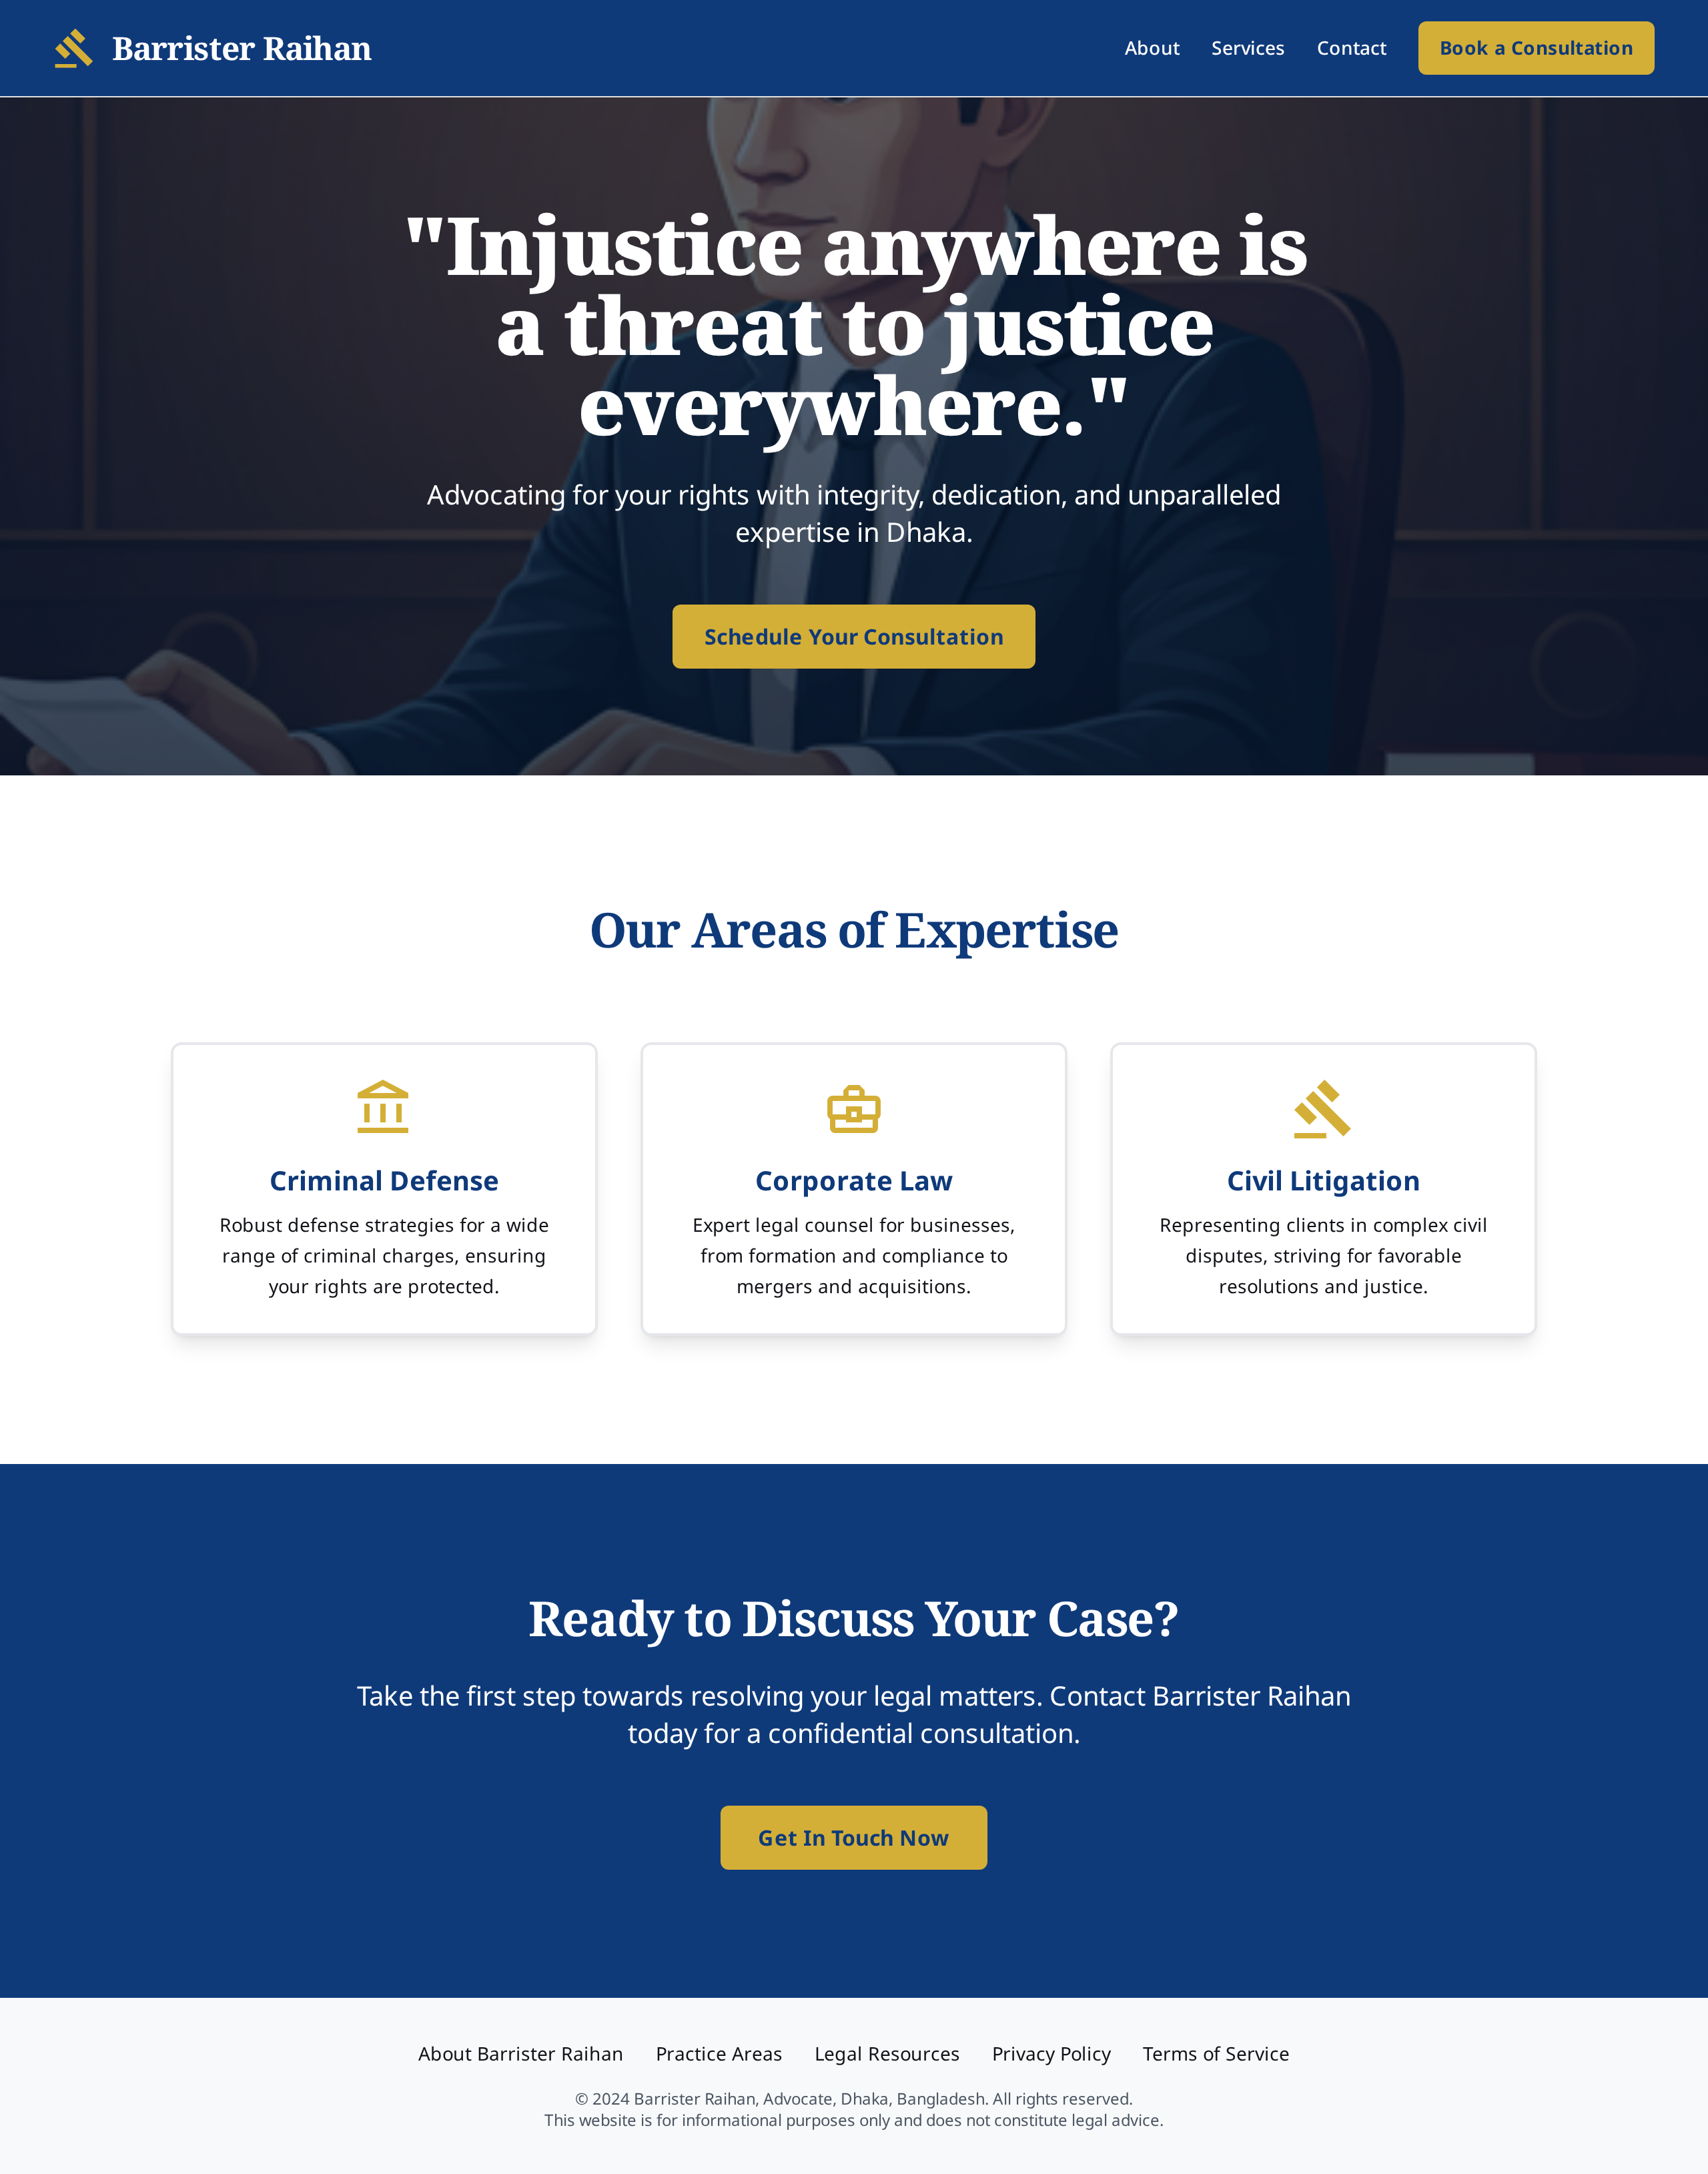 Barrister Raihan
About Services Contact Book a Consultation
"Injustice anywhere is
a threat to justice
everywhere."
Advocating for your rights with integrity, dedication, and unparalleled
expertise in Dhaka.
Schedule Your Consultation
Our Areas of Expertise
Criminal Defense
Robust defense strategies for a wide
range of criminal charges, ensuring
your rights are protected.
Corporate Law
Expert legal counsel for businesses,
from formation and compliance to
mergers and acquisitions.
Civil Litigation
Representing clients in complex civil
disputes, striving for favorable
resolutions and justice.
Ready to Discuss Your Case?
Take the first step towards resolving your legal matters. Contact Barrister Raihan
today for a confidential consultation.
Get In Touch Now
About Barrister Raihan Practice Areas Legal Resources Privacy Policy Terms of Service
© 2024 Barrister Raihan, Advocate, Dhaka, Bangladesh. All rights reserved.
This website is for informational purposes only and does not constitute legal advice.